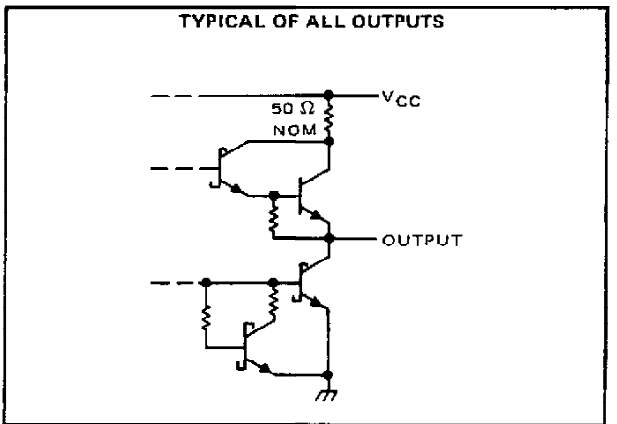 TYPICAL OF ALL OUTPUTS
VCC
50 Ω
NOM
OUTPUT